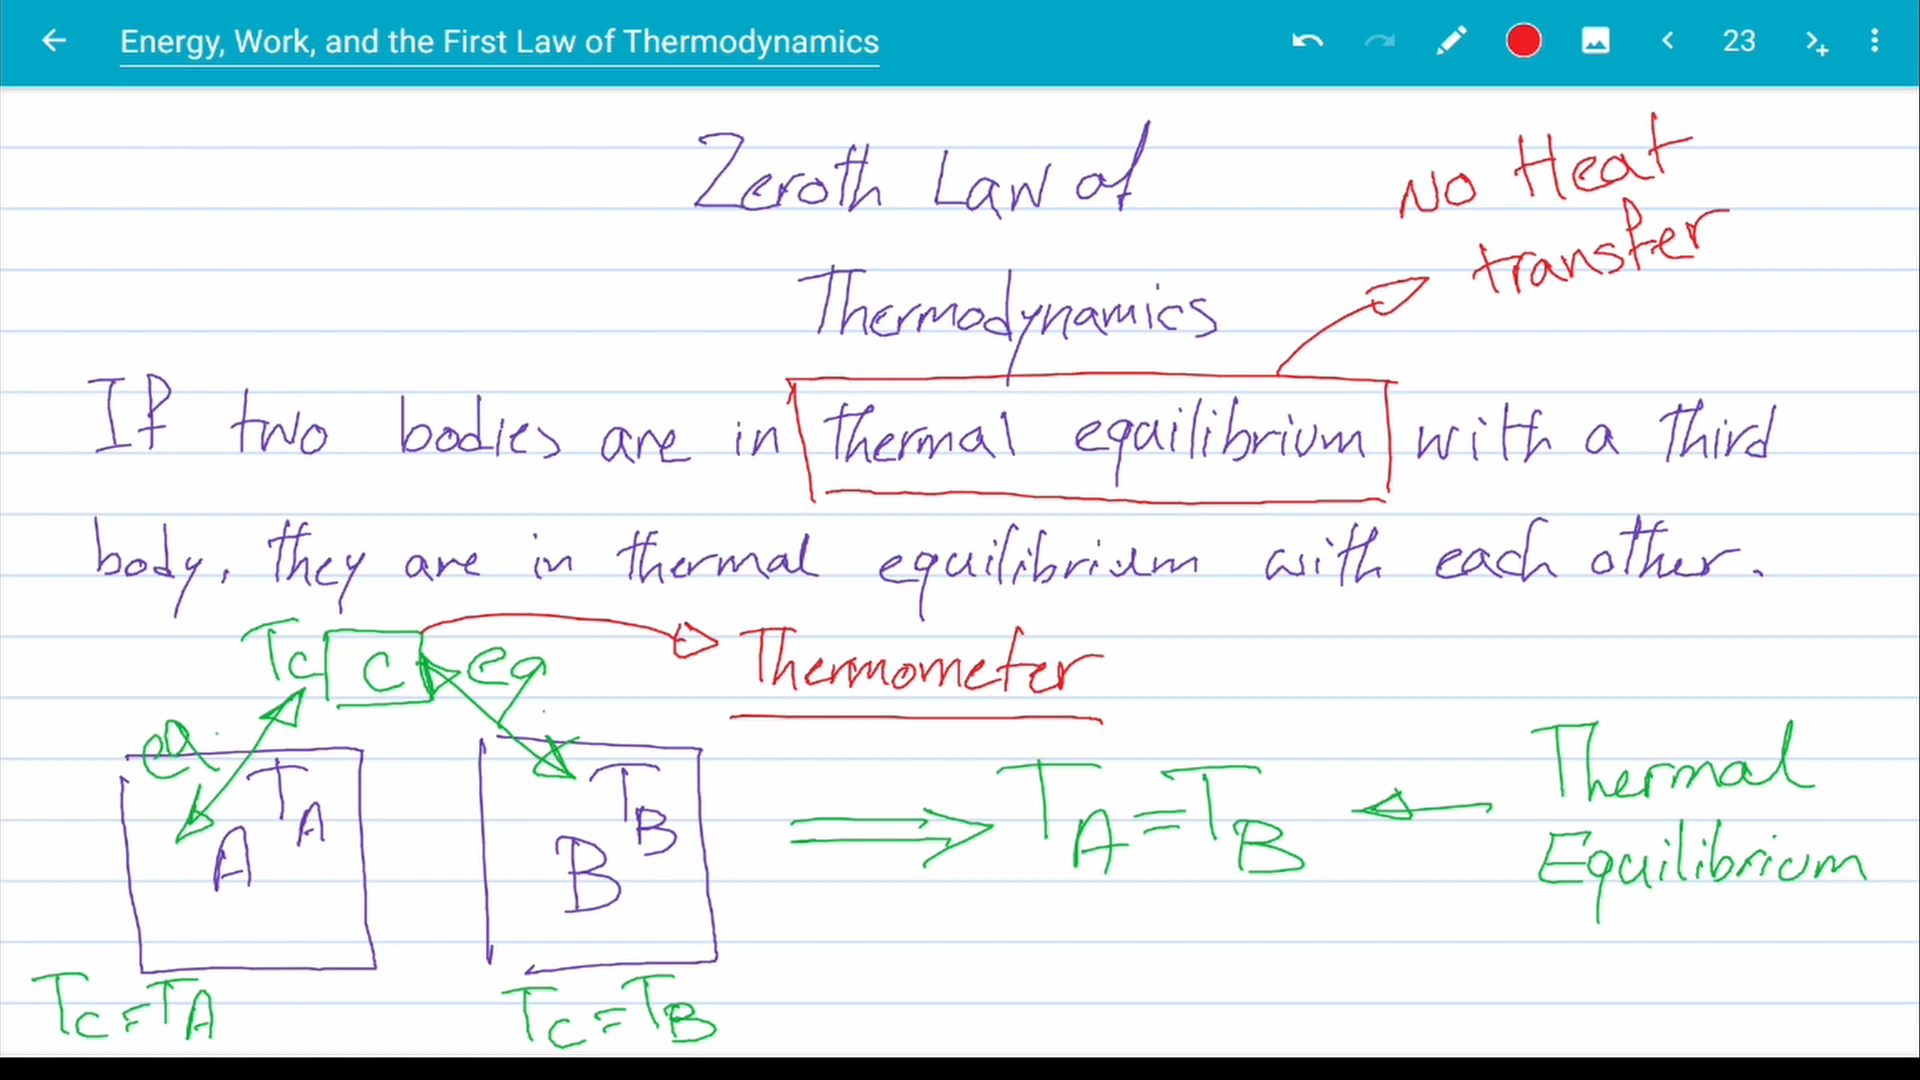 Energy, Work, and the First Law of Thermodynamics
23
Zeroth Law of
Thermodynamics
No Heat
transfer
If two bodies are in thermal equilibrium with a third
body, they are in thermal equilibrium with each other.
Tc C eq
Thermometer
eq
TA A
TB B
TA = TB
Thermal
Equilibrium
Tc = TA
Tc = TB